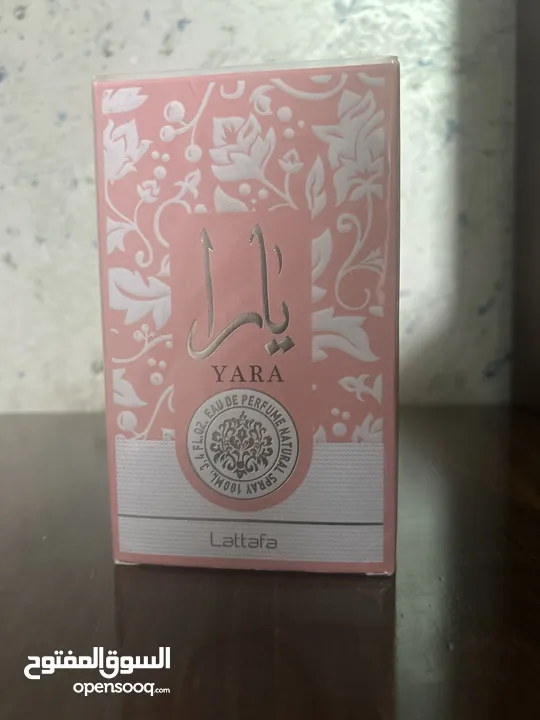 يارا
YARA
EAU DE PERFUME NATURAL SPRAY 100ML. 3.4 FL.OZ.
Lattafa
السوق المفتوح
opensooq.com